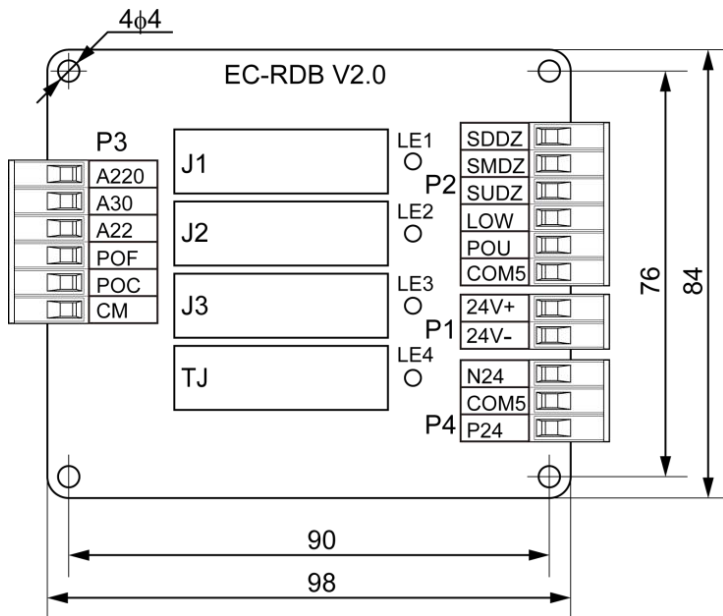 4ϕ4
EC-RDB V2.0
P3
A220
A30
A22
POF
POC
CM
J1
J2
J3
TJ
LE1
LE2
LE3
LE4
P2
SDDZ
SMDZ
SUDZ
LOW
POU
COM5
P1
24V+
24V-
P4
N24
COM5
P24
76
84
90
98